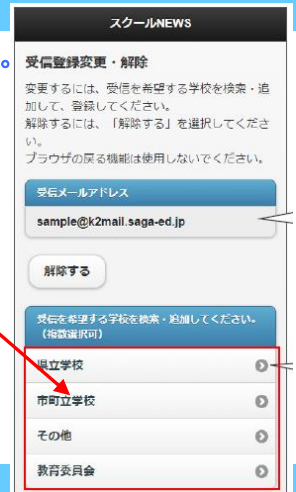 スクールNEWS
。
受信登録変更・解除
変更するには、受信を希望する学校を検索・追
加して、登録してください。
解除するには、「解除する」を選択してくださ
い。
ブラウザの戻る機能は使用しないでください。
受信メールアドレス
sample@k2mail.saga-ed.jp
解除する
受信を希望する学校を検索・追加してください。
（複数選択可）
県立学校
市町立学校
その他
教育委員会